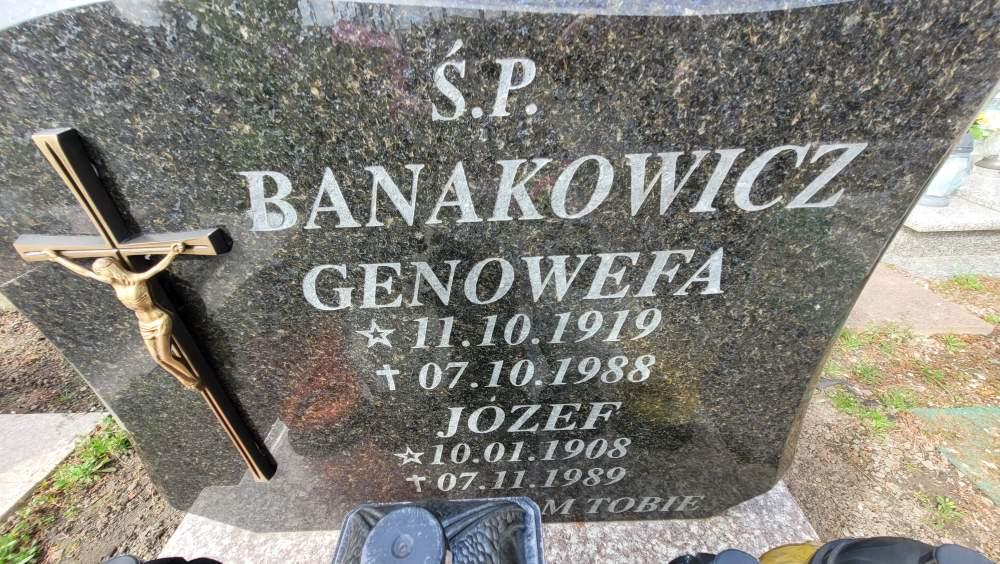 Ś.P.
BANAKOWICZ
GENOWEFA
☆ 11.10.1919
✝ 07.10.1988
JÓZEF
☆ 10.01.1908
✝ 07.11.1989
TOBIE